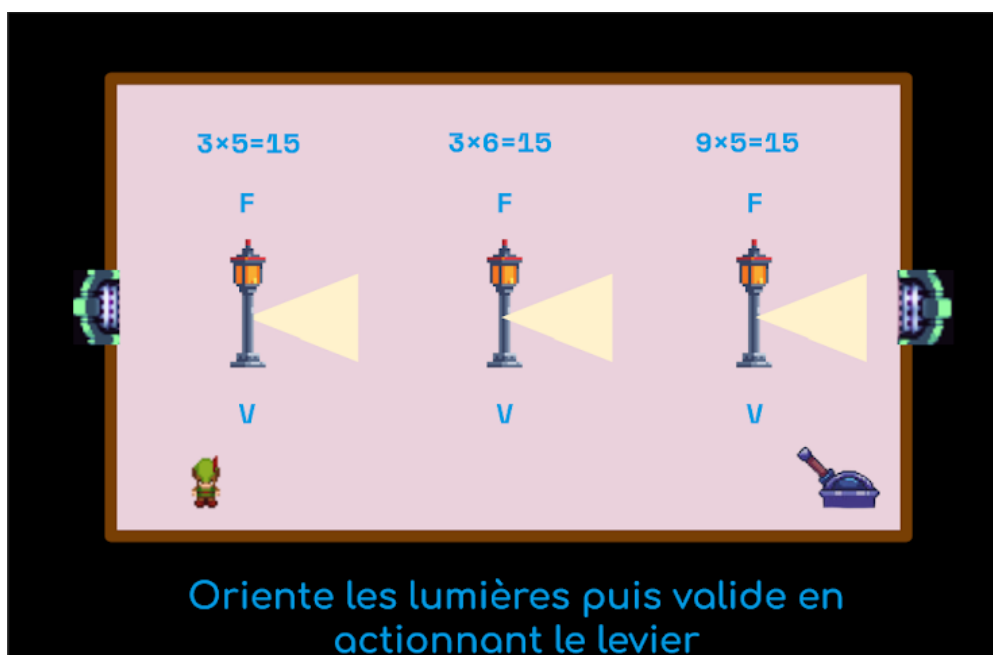 3×5=15 3×6=15 9×5=15
F F F
V V V
Oriente les lumières puis valide en
actionnant le levier